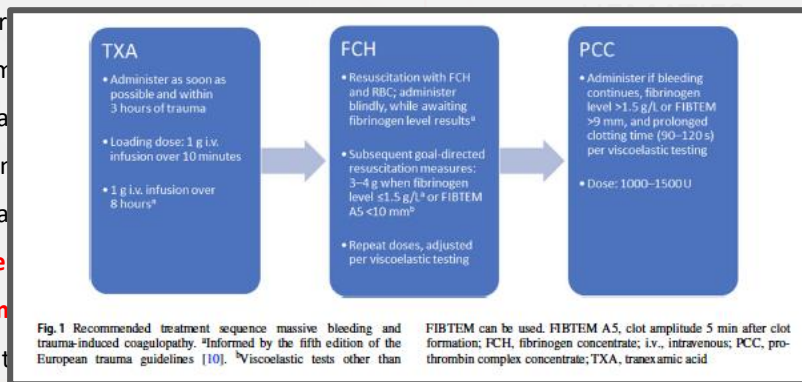 TXA
• Administer as soon as
possible and within
3 hours of trauma
• Loading dose: 1 g i.v.
infusion over 10 minutes
• 1 g i.v. infusion over
8 hoursᵃ
FCH
• Resuscitation with FCH
and RBC; administer
blindly, while awaiting
fibrinogen level resultsᵃ
• Subsequent goal-directed
resuscitation measures:
3–4 g when fibrinogen
level ≤1.5 g/Lᵃ or FIBTEM
A5 <10 mmᵇ
• Repeat doses, adjusted
per viscoelastic testing
PCC
• Administer if bleeding
continues, fibrinogen
level >1.5 g/L or FIBTEM
>9 mm, and prolonged
clotting time (90–120 s)
per viscoelastic testing
• Dose: 1000–1500 U
Fig. 1 Recommended treatment sequence massive bleeding and
trauma-induced coagulopathy. ᵃInformed by the fifth edition of the
European trauma guidelines [10]. ᵇViscoelastic tests other than
FIBTEM can be used. FIBTEM A5, clot amplitude 5 min after clot
formation; FCH, fibrinogen concentrate; i.v., intravenous; PCC, pro-
thrombin complex concentrate; TXA, tranexamic acid